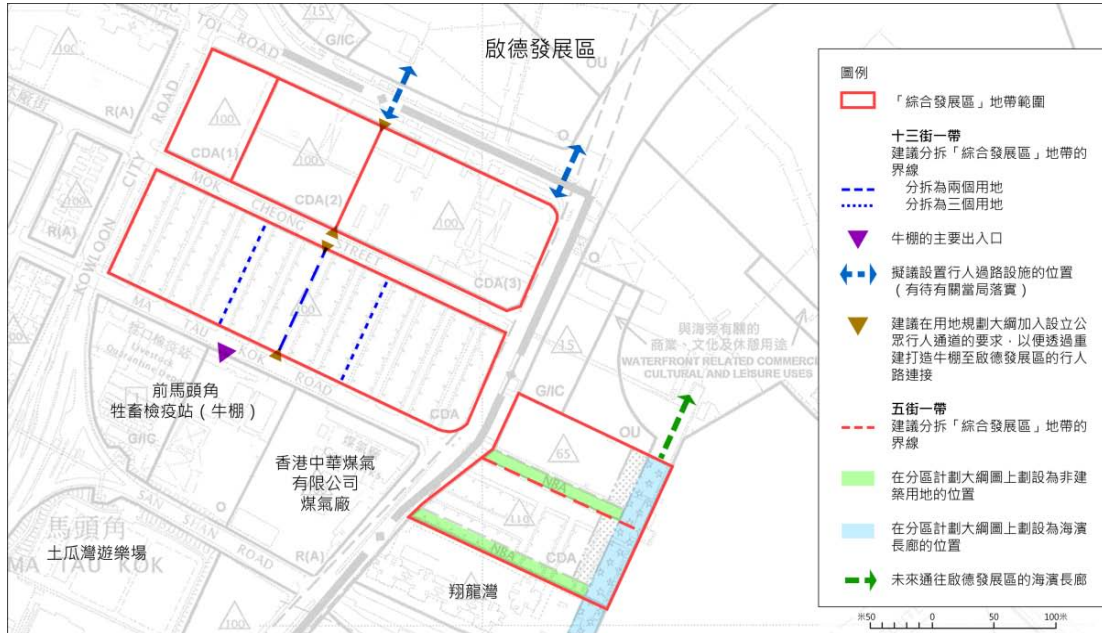 啟德發展區
TOI ROAD
15
G/IC
OU
100
R(A)
CITY ROAD
KOWLOON
100
CDA(1)
100
CDA(2)
100
CDA(3)
MOK CHEONG STREET
O
O
100
R(A)
100
MA TAU KOK ROAD
CDA
牲口檢疫站
Livestock
Quarantine Depot
前馬頭角
牲畜檢疫站（牛棚）
G/IC
香港中華煤氣
有限公司
煤氣廠
SAN SHAN ROAD
馬頭角
土瓜灣遊樂場
MA TAU KOK
R(A)
100
翔龍灣
15
G/IC
與海旁有關的
商業、文化及休憩用途
WATERFRONT RELATED COMMERCIAL
CULTURAL AND LEISURE USES
OU
65
NBA
110
CDA
NBA
圖例
「綜合發展區」地帶範圍
十三街一帶
建議分拆「綜合發展區」地帶的
界線
分拆為兩個用地
分拆為三個用地
牛棚的主要出入口
擬議設置行人過路設施的位置
（有待有關當局落實）
建議在用地規劃大綱加入設立公
眾行人通道的要求，以便透過重
建打造牛棚至啟德發展區的行人
路連接
五街一帶
建議分拆「綜合發展區」地帶的
界線
在分區計劃大綱圖上劃設為非建
築用地的位置
在分區計劃大綱圖上劃設為海濱
長廊的位置
未來通往啟德發展區的海濱長廊
米50 0 50 100米